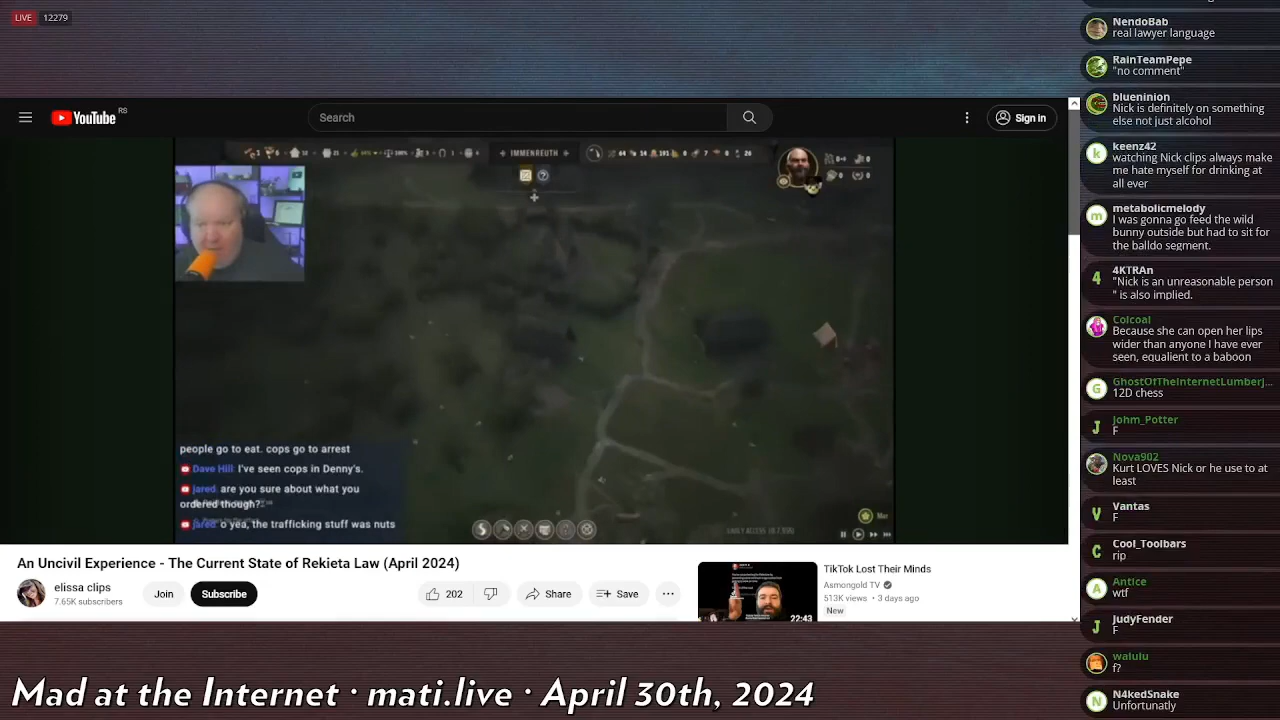 LIVE 12279
YouTube RS
Search
Sign in
IMMENREUTH
people go to eat. cops go to arrest
Dave Hill: I've seen cops in Denny's.
jared: are you sure about what you
ordered though?
jared: o yea, the trafficking stuff was nuts
Mar
An Uncivil Experience - The Current State of Rekieta Law (April 2024)
elissa clips
7.65K subscribers
Join
Subscribe
202
Share
Save
22:43
TikTok Lost Their Minds
Asmongold TV
513K views • 3 days ago
New
NendoBab
real lawyer language
RainTeamPepe
"no comment"
blueninion
Nick is definitely on something
else not just alcohol
k
keenz42
watching Nick clips always make
me hate myself for drinking at
all ever
m
metabolicmelody
I was gonna go feed the wild
bunny outside but had to sit for
the balldo segment.
4
4KTRAn
"Nick is an unreasonable person
" is also implied.
Colcoal
Because she can open her lips
wider than anyone I have ever
seen, equalient to a baboon
G
GhostOfTheInternetLumberj...
12D chess
J
Johm_Potter
F
Nova902
Kurt LOVES Nick or he use to at
least
V
Vantas
F
C
Cool_Toolbars
rip
A
Antice
wtf
J
JudyFender
F
walulu
f?
N
N4kedSnake
Unfortunatly
Mad at the Internet · mati.live · April 30th, 2024